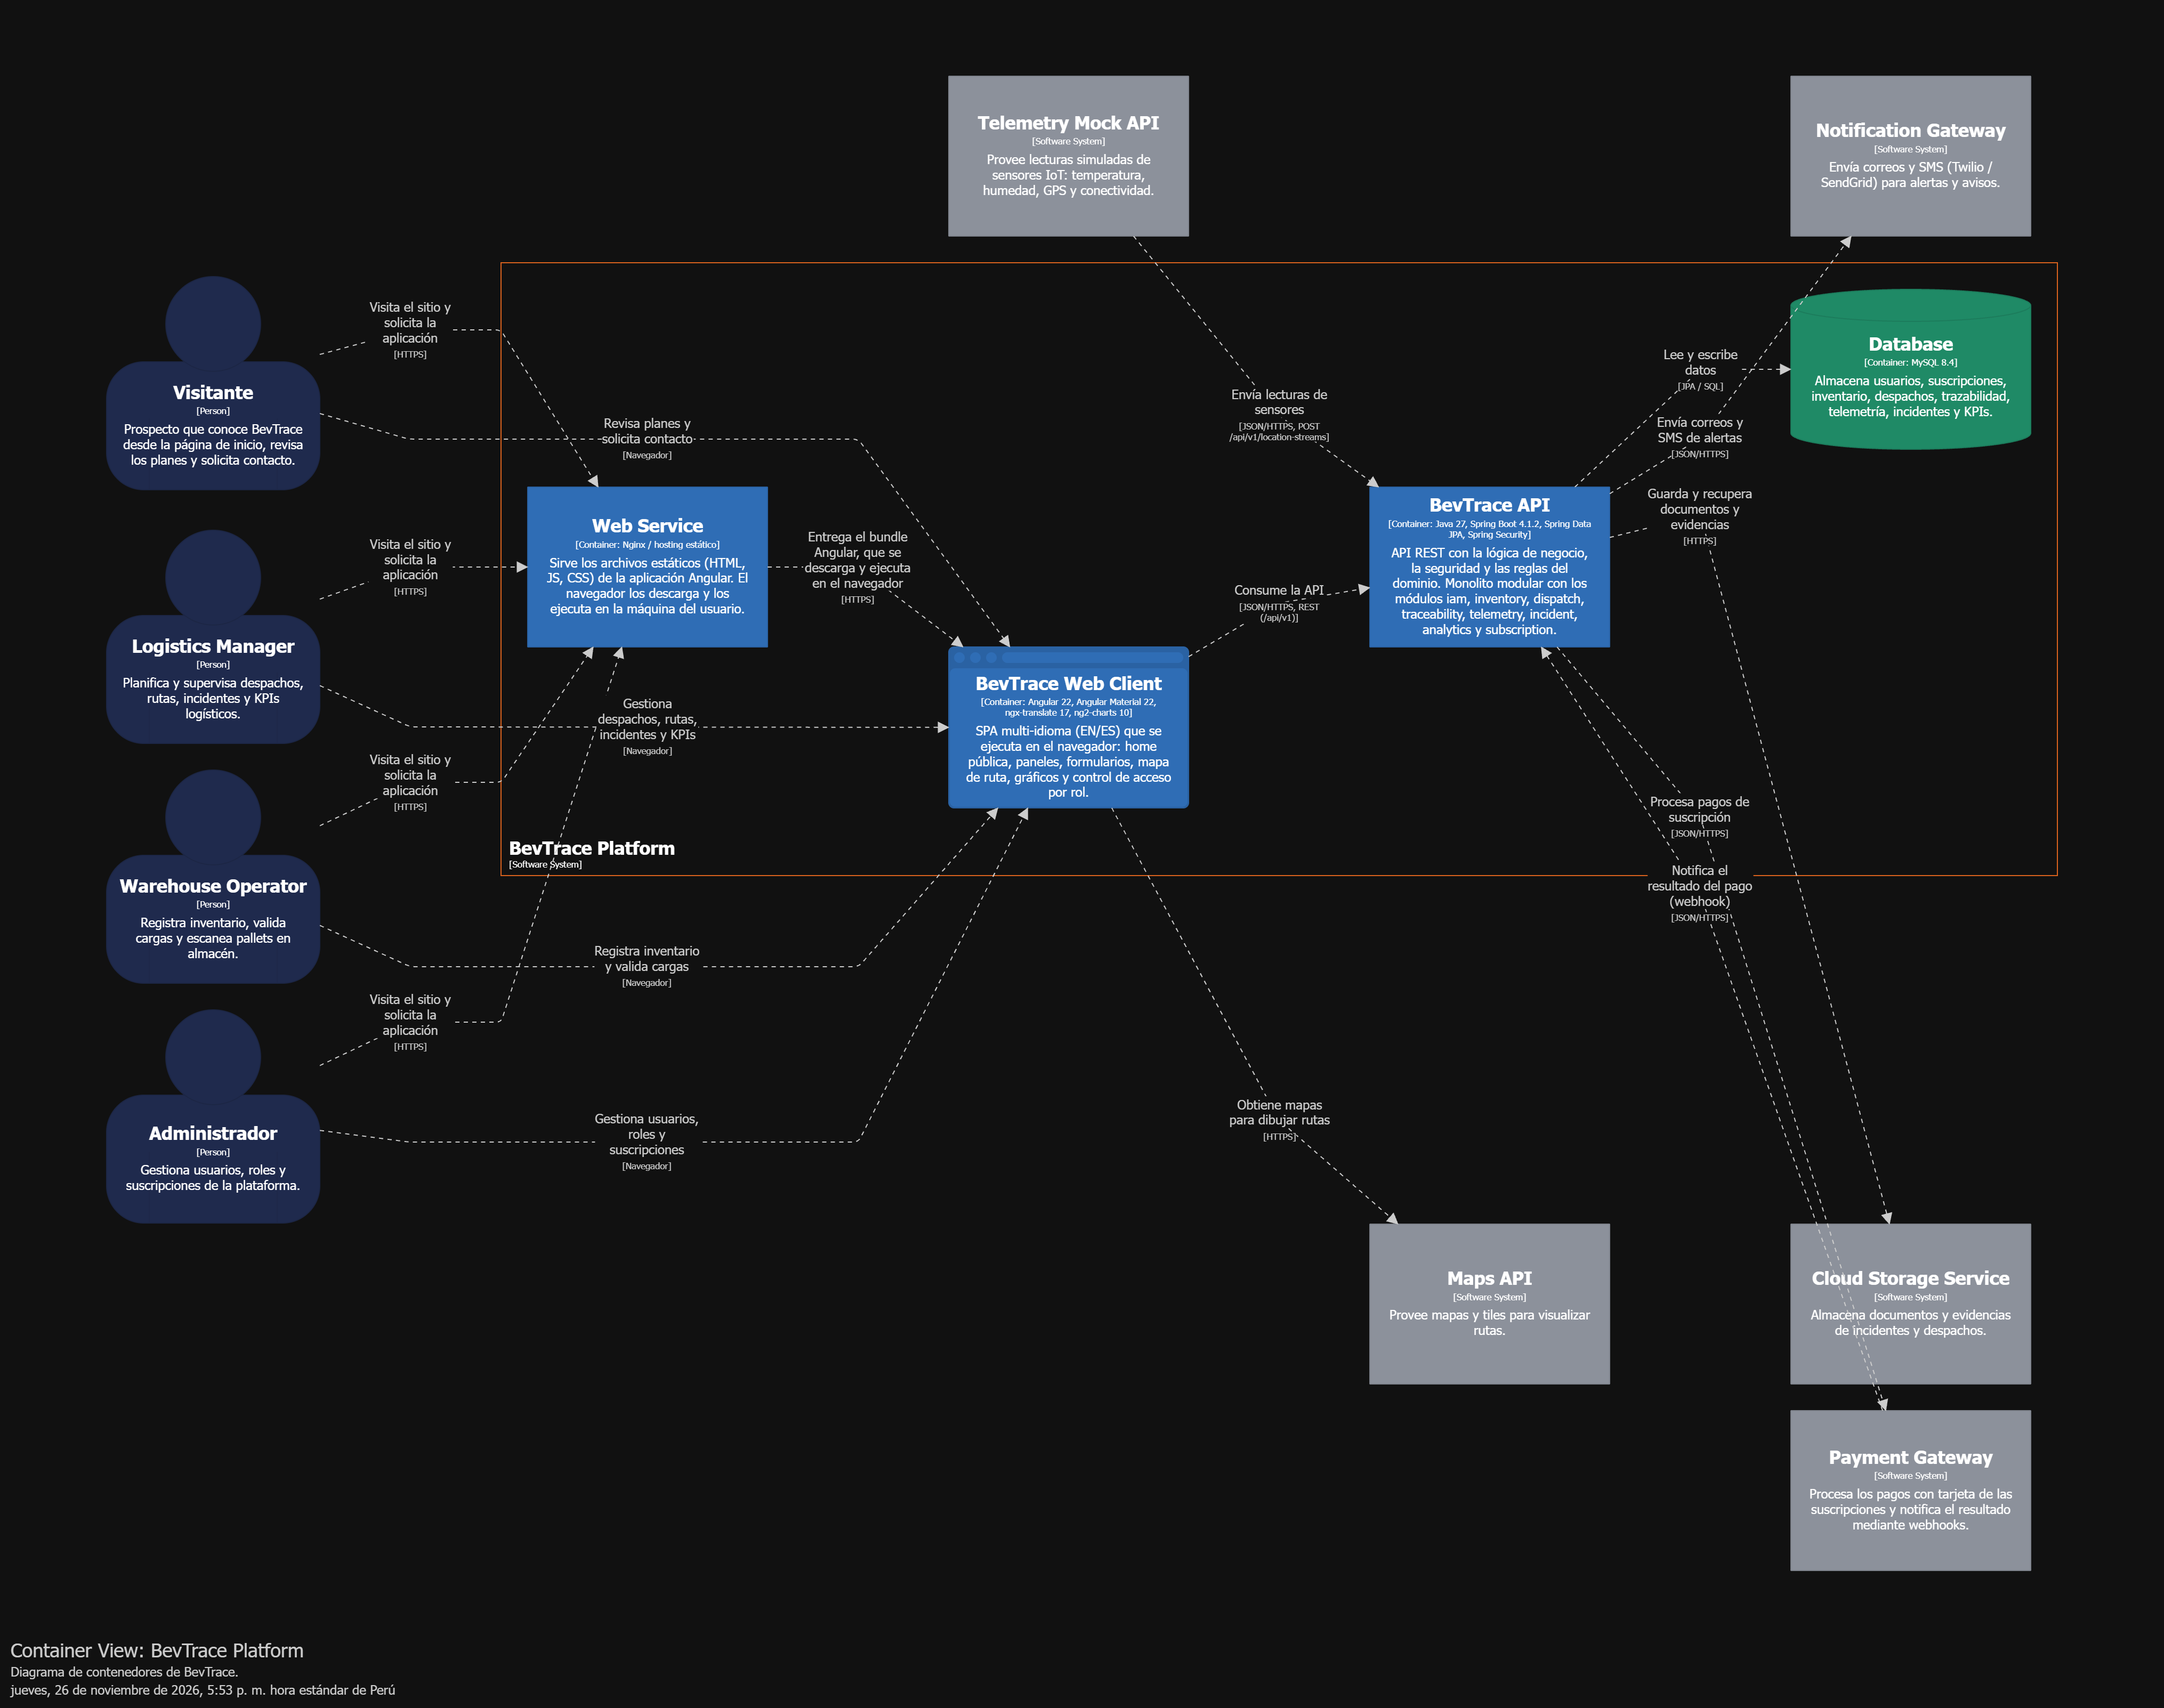 Telemetry Mock API
[Software System]
Provee lecturas simuladas de
sensores IoT: temperatura,
humedad, GPS y conectividad.
Notification Gateway
[Software System]
Envía correos y SMS (Twilio /
SendGrid) para alertas y avisos.
Visitante
[Person]
Prospecto que conoce BevTrace
desde la página de inicio, revisa
los planes y solicita contacto.
Visita el sitio y
solicita la
aplicación
[HTTPS]
Revisa planes y
solicita contacto
[Navegador]
Envía lecturas de
sensores
[JSON/HTTPS, POST
/api/v1/location-streams]
Lee y escribe
datos
[JPA / SQL]
Database
[Container: MySQL 8.4]
Almacena usuarios, suscripciones,
inventario, despachos, trazabilidad,
telemetría, incidentes y KPIs.
Envía correos y
SMS de alertas
[JSON/HTTPS]
Guarda y recupera
documentos y
evidencias
[HTTPS]
Logistics Manager
[Person]
Planifica y supervisa despachos,
rutas, incidentes y KPIs
logísticos.
Visita el sitio y
solicita la
aplicación
[HTTPS]
Web Service
[Container: Nginx / hosting estático]
Sirve los archivos estáticos (HTML,
JS, CSS) de la aplicación Angular. El
navegador los descarga y los
ejecuta en la máquina del usuario.
Entrega el bundle
Angular, que se
descarga y ejecuta
en el navegador
[HTTPS]
Consume la API
[JSON/HTTPS, REST
(/api/v1)]
BevTrace API
[Container: Java 27, Spring Boot 4.1.2, Spring Data
JPA, Spring Security]
API REST con la lógica de negocio,
la seguridad y las reglas del
dominio. Monolito modular con los
módulos iam, inventory, dispatch,
traceability, telemetry, incident,
analytics y subscription.
Gestiona
despachos, rutas,
incidentes y KPIs
[Navegador]
BevTrace Web Client
[Container: Angular 22, Angular Material 22,
ngx-translate 17, ng2-charts 10]
SPA multi-idioma (EN/ES) que se
ejecuta en el navegador: home
pública, paneles, formularios, mapa
de ruta, gráficos y control de acceso
por rol.
Visita el sitio y
solicita la
aplicación
[HTTPS]
Procesa pagos de
suscripción
[JSON/HTTPS]
BevTrace Platform
[Software System]
Notifica el
resultado del pago
(webhook)
[JSON/HTTPS]
Warehouse Operator
[Person]
Registra inventario, valida
cargas y escanea pallets en
almacén.
Registra inventario
y valida cargas
[Navegador]
Visita el sitio y
solicita la
aplicación
[HTTPS]
Administrador
[Person]
Gestiona usuarios, roles y
suscripciones de la plataforma.
Gestiona usuarios,
roles y
suscripciones
[Navegador]
Obtiene mapas
para dibujar rutas
[HTTPS]
Maps API
[Software System]
Provee mapas y tiles para visualizar
rutas.
Cloud Storage Service
[Software System]
Almacena documentos y evidencias
de incidentes y despachos.
Payment Gateway
[Software System]
Procesa los pagos con tarjeta de las
suscripciones y notifica el resultado
mediante webhooks.
Container View: BevTrace Platform
Diagrama de contenedores de BevTrace.
jueves, 26 de noviembre de 2026, 5:53 p. m. hora estándar de Perú